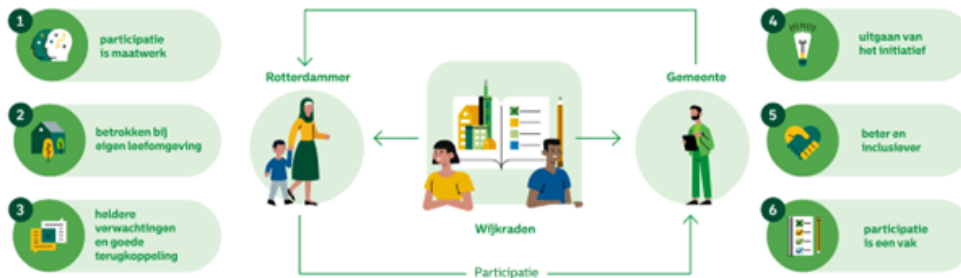 1
participatie
is maatwerk
2
betrokken bij
eigen leefomgeving
3
heldere
verwachtingen
en goede
terugkoppeling
Rotterdammer
Gemeente
Wijkraden
Participatie
4
uitgaan van
het initiatief
5
beter en
inclusiever
6
participatie
is een vak